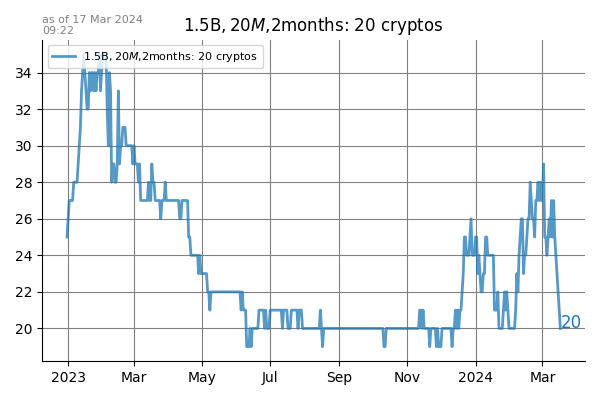 as of 17 Mar 2024
09:22
1.5B, 20M,2months: 20 cryptos
1.5B, 20M,2months: 20 cryptos
34
32
30
28
26
24
22
20
20
2023
Mar
May
Jul
Sep
Nov
2024
Mar